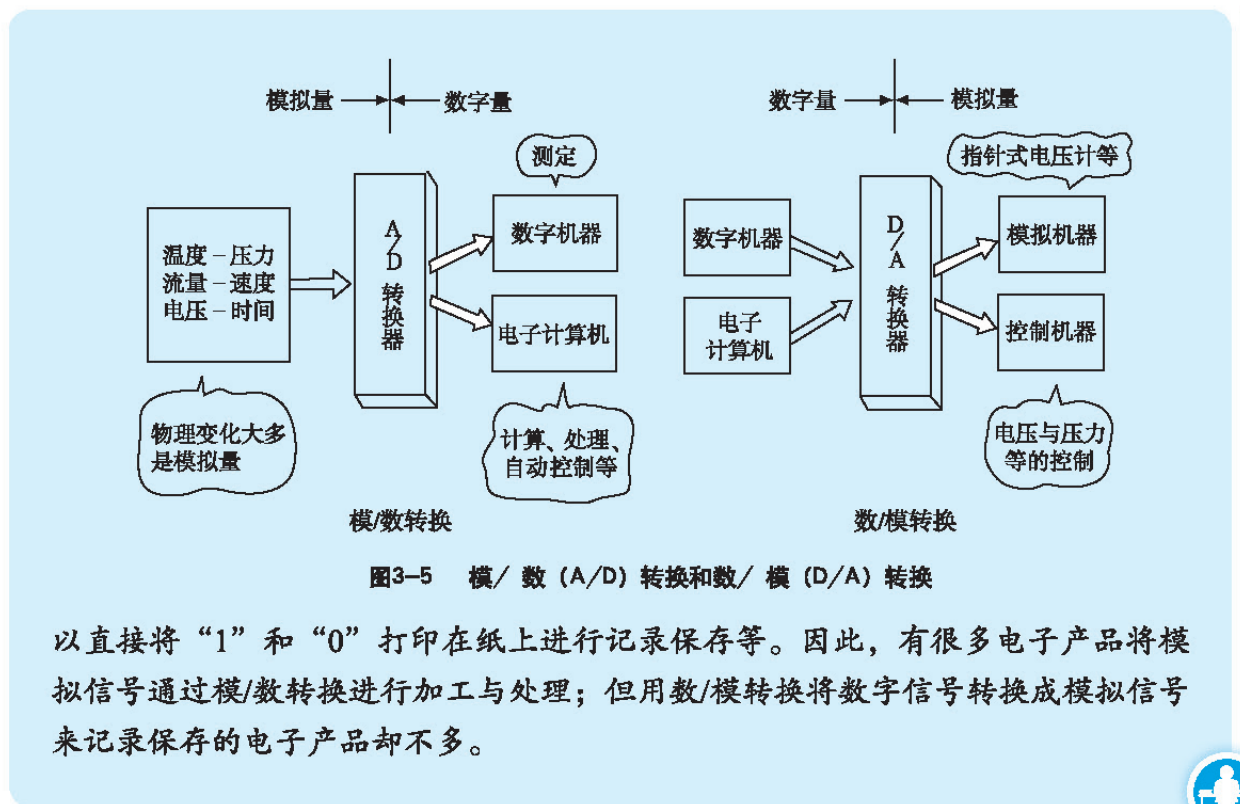 模拟量 数字量
测定
温度－压力
流量－速度
电压－时间
A/D 转换器
数字机器
电子计算机
物理变化大多
是模拟量
计算、处理、
自动控制等
模/数转换
数字量 模拟量
指针式电压计等
数字机器
电子
计算机
D/A 转换器
模拟机器
控制机器
电压与压力
等的控制
数/模转换
图3-5 模/ 数（A/D）转换和数/ 模（D/A）转换
以直接将“1”和“0”打印在纸上进行记录保存等。因此，有很多电子产品将模
拟信号通过模/数转换进行加工与处理；但用数/模转换将数字信号转换成模拟信号
来记录保存的电子产品却不多。